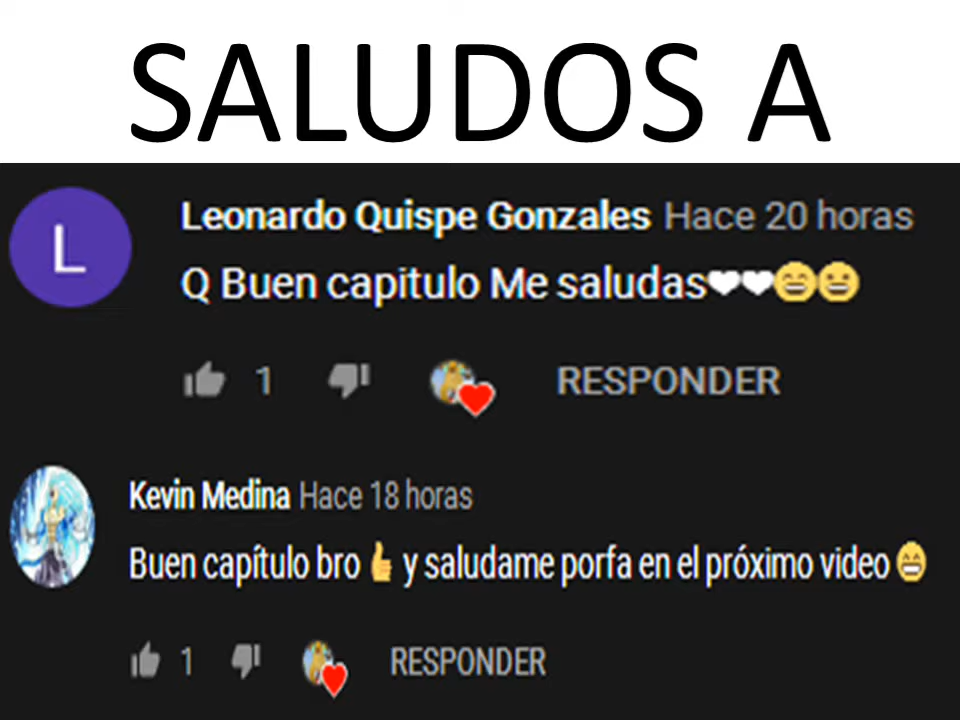 SALUDOS A
L
Leonardo Quispe Gonzales Hace 20 horas
Q Buen capitulo Me saludas🤍🤍😄😃
1 RESPONDER
Kevin Medina Hace 18 horas
Buen capítulo bro👍y saludame porfa en el próximo video😁
1 RESPONDER